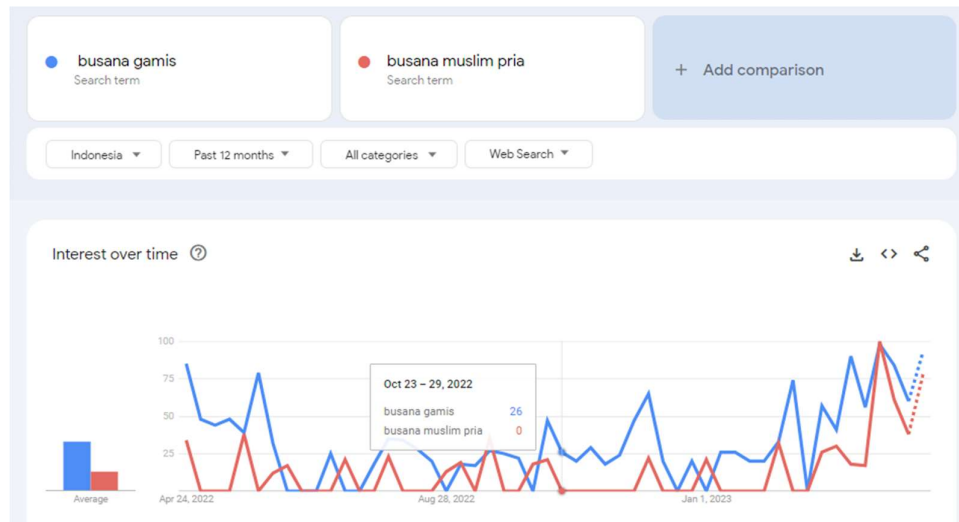 busana gamis
Search term
busana muslim pria
Search term
+ Add comparison
Indonesia
Past 12 months
All categories
Web Search
Interest over time
100
75
50
25
Oct 23 – 29, 2022
busana gamis 26
busana muslim pria 0
Average
Apr 24, 2022
Aug 28, 2022
Jan 1, 2023